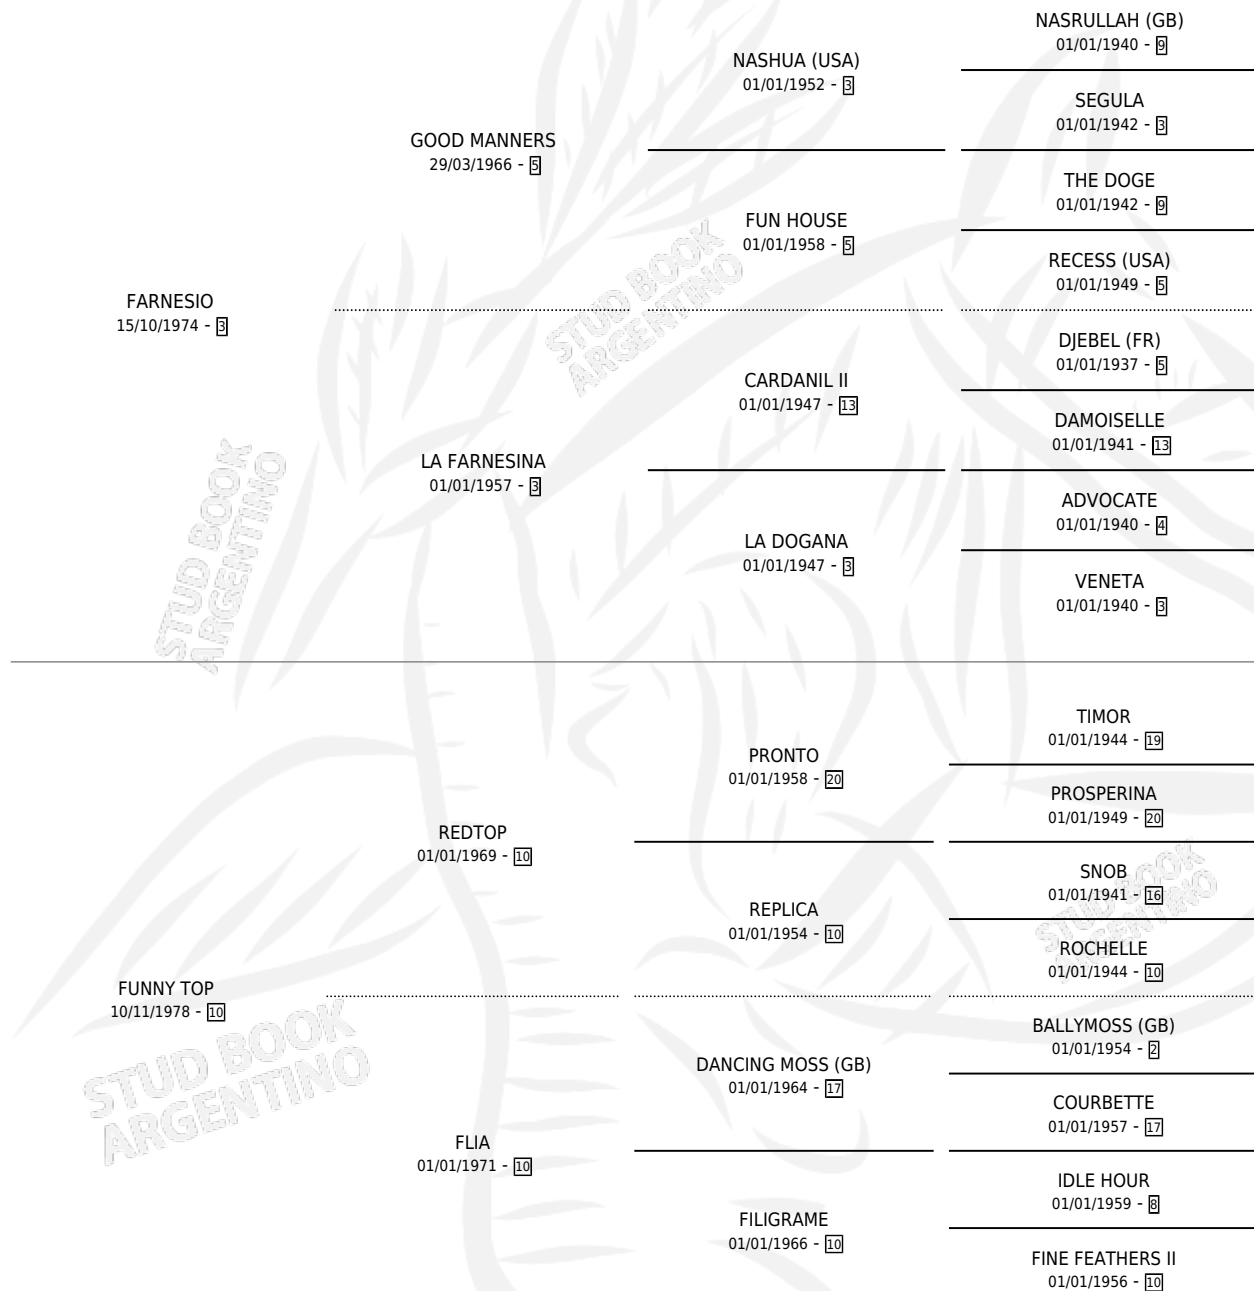 NASRULLAH (GB)
01/01/1940 - 9
NASHUA (USA)
01/01/1952 - 3
SEGULA
01/01/1942 - 3
GOOD MANNERS
29/03/1966 - 5
THE DOGE
01/01/1942 - 9
FUN HOUSE
01/01/1958 - 5
RECESS (USA)
01/01/1949 - 5
FARNESIO
15/10/1974 - 3
DJEBEL (FR)
01/01/1937 - 5
CARDANIL II
01/01/1947 - 13
DAMOISELLE
01/01/1941 - 13
LA FARNESINA
01/01/1957 - 3
ADVOCATE
01/01/1940 - 4
LA DOGANA
01/01/1947 - 3
VENETA
01/01/1940 - 3
TIMOR
01/01/1944 - 19
PRONTO
01/01/1958 - 20
PROSPERINA
01/01/1949 - 20
REDTOP
01/01/1969 - 10
SNOB
01/01/1941 - 16
REPLICA
01/01/1954 - 10
ROCHELLE
01/01/1944 - 10
FUNNY TOP
10/11/1978 - 10
BALLYMOSS (GB)
01/01/1954 - 2
DANCING MOSS (GB)
01/01/1964 - 17
COURBETTE
01/01/1957 - 17
FLIA
01/01/1971 - 10
IDLE HOUR
01/01/1959 - 8
FILIGRAME
01/01/1966 - 10
FINE FEATHERS II
01/01/1956 - 10
STUD BOOK
ARGENTINO
STUD BOOK
ARGENTINO
STUD BOOK
ARGENTINO
STUD BOOK
ARGENTINO